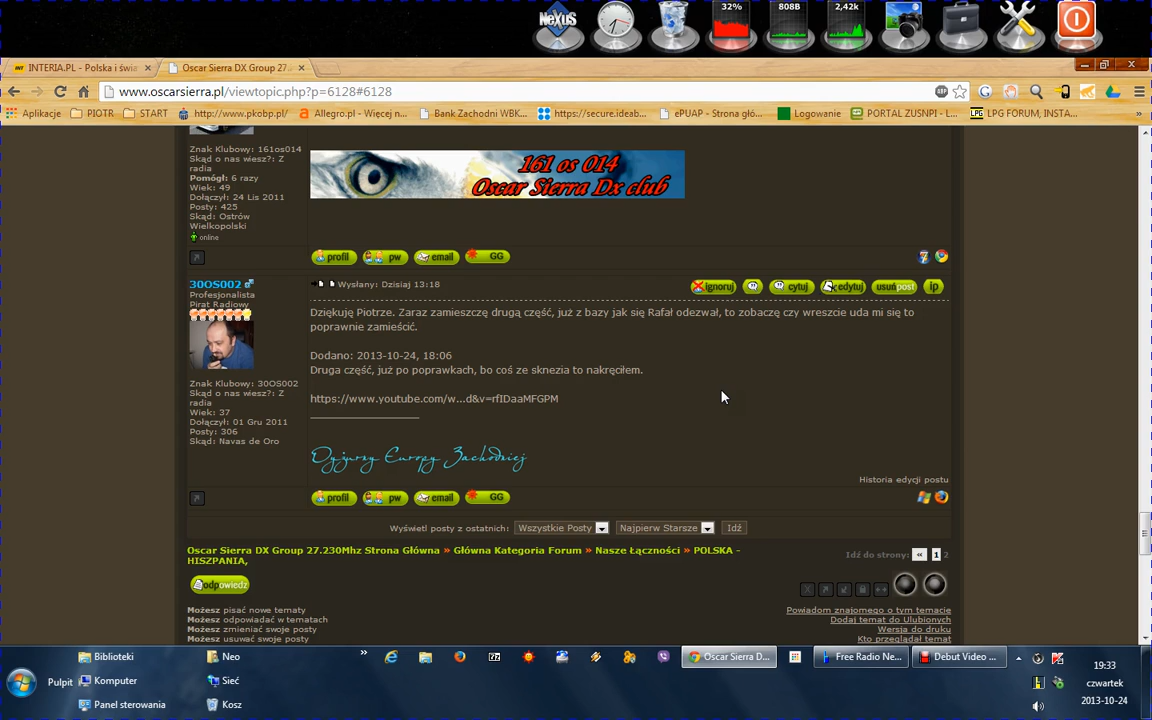 NeXuS
32%
808B
2,42k
INTERIA.PL - Polska i świa
Oscar Sierra DX Group 27.
www.oscarsierra.pl/viewtopic.php?p=6128#6128
ABP
Aplikacje
PIOTR
START
http://www.pkobp.pl/
Allegro.pl - Więcej n...
Bank Zachodni WBK...
https://secure.ideab...
ePUAP - Strona głó...
Logowanie
PORTAL ZUSNPI - L...
LPG FORUM, INSTA...
Znak Klubowy: 161os014
Skąd o nas wiesz?: Z
radia
Pomógł: 6 razy
Wiek: 49
Dołączył: 24 Lis 2011
Posty: 425
Skąd: Ostrów
Wielkopolski
online
161 os 014
Oscar Sierra Dx club
profil
pw
email
GG
30OS002
Profesjonalista
Pirat Radiowy
Wysłany: Dzisiaj 13:18
ignoruj
cytuj
edytuj
usuńpost
ip
Dziękuję Piotrze. Zaraz zamieszczę drugą część, już z bazy jak się Rafał odezwał, to zobaczę czy wreszcie uda mi się to
poprawnie zamieścić.
Dodano: 2013-10-24, 18:06
Druga część, już po poprawkach, bo coś ze sknezia to nakręciłem.
https://www.youtube.com/w...d&v=rfIDaaMFGPM
Dyżurny Europy Zachodniej
Znak Klubowy: 30OS002
Skąd o nas wiesz?: Z
radia
Wiek: 37
Dołączył: 01 Gru 2011
Posty: 306
Skąd: Navas de Oro
Historia edycji postu
profil
pw
email
GG
Wyświetl posty z ostatnich:
Wszystkie Posty
Najpierw Starsze
Idź
Oscar Sierra DX Group 27.230Mhz Strona Główna » Główna Kategoria Forum » Nasze Łączności » POLSKA -
HISZPANIA,
Idź do strony: « 1 2
odpowiedz
Możesz pisać nowe tematy
Możesz odpowiadać w tematach
Możesz zmieniać swoje posty
Możesz usuwać swoje posty
Powiadom znajomego o tym temacie
Dodaj temat do Ulubionych
Wersja do druku
Kto przeglądał temat
Pulpit
Biblioteki
Komputer
Panel sterowania
Neo
Sieć
Kosz
»
Oscar Sierra D...
Free Radio Ne...
Debut Video ...
19:33
czwartek
2013-10-24